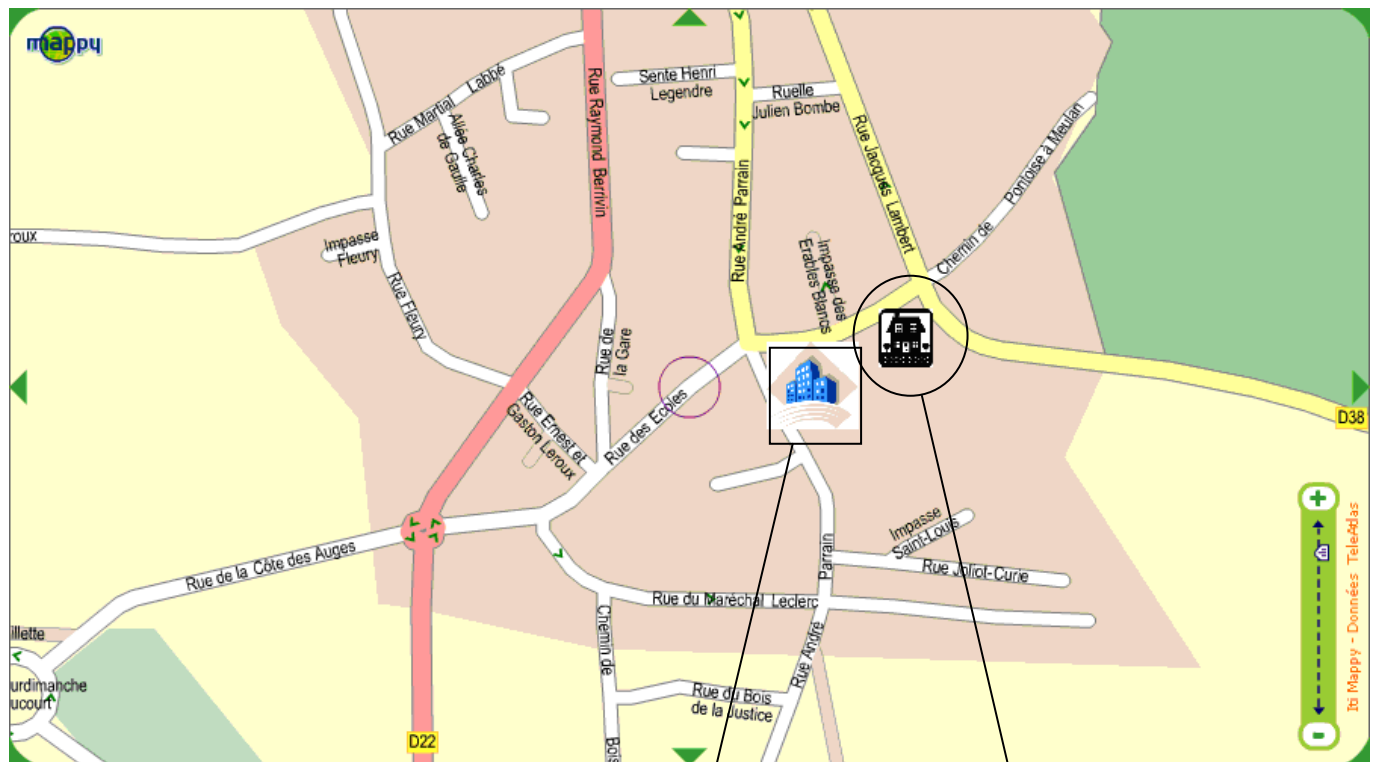 mappy
Rue Martial Labbé
Allée Charles
de Gaulle
Rue Raymond Berrivin
Sente Henri
Legendre
Ruelle
Julien Bombe
Rue Jacques Lambert
Chemin de Pontoise à Meulan
Rue André Parrain
roux
Impasse
Fleury
Rue Fleury
Impasse des
Erables Blancs
Rue de
la Gare
Rue Ernest et
Gaston Leroux
Rue des Ecoles
D38
Impasse
Saint-Louis
Rue Joliot-Curie
Rue de la Côte des Auges
Rue du Maréchal Leclerc
Rue André Parrain
Chemin de
Bois
illette
urdimanche
ucourt
Rue du Bois
de la Justice
D22
+
-
Iti Mappy - Données TeleAtlas